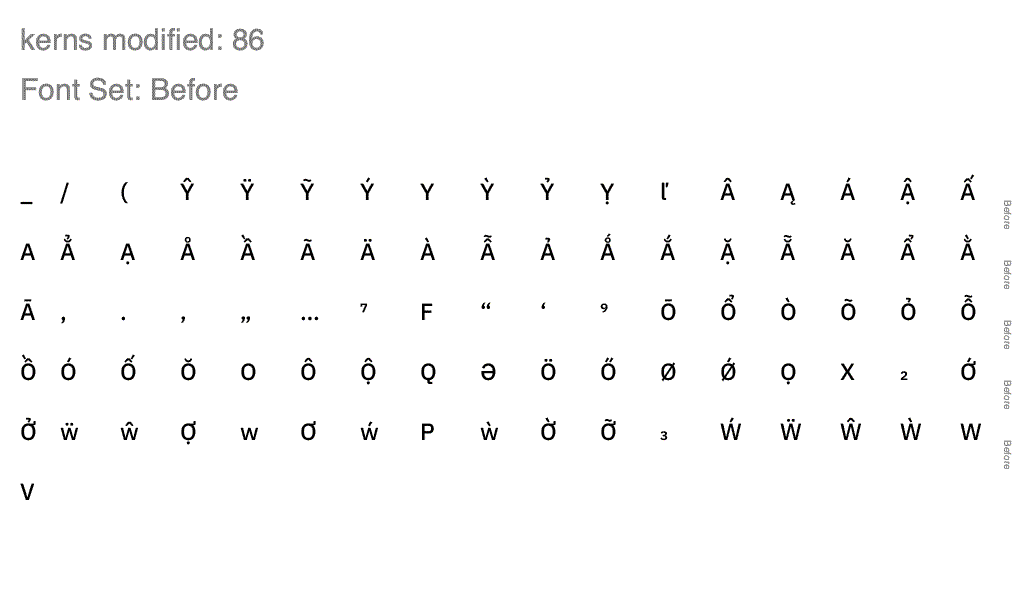 kerns modified: 86
Font Set: Before
_ / ( Ŷ Ÿ Ỹ Ý Y Ỳ Ỷ Ỵ ľ Â Ą Á Ậ Ấ
Before
A Ẳ Ạ Å Ầ Ã Ä À Ẫ Ả Ǻ Ắ Ặ Ẵ Ă Ẩ Ằ
Before
Ā , . ‚ „ … ⁷ F “ ‘ ⁹ Ō Ổ Ò Õ Ỏ Ỗ
Before
Ồ Ó Ố Ŏ O Ô Ộ Q Ə Ö Ő Ø Ǿ Ọ X ₂ Ớ
Before
Ở ẅ ŵ Ợ w Ơ ẃ P ẁ Ờ Ỡ ₃ Ẃ Ẅ Ŵ Ẁ W
Before
V